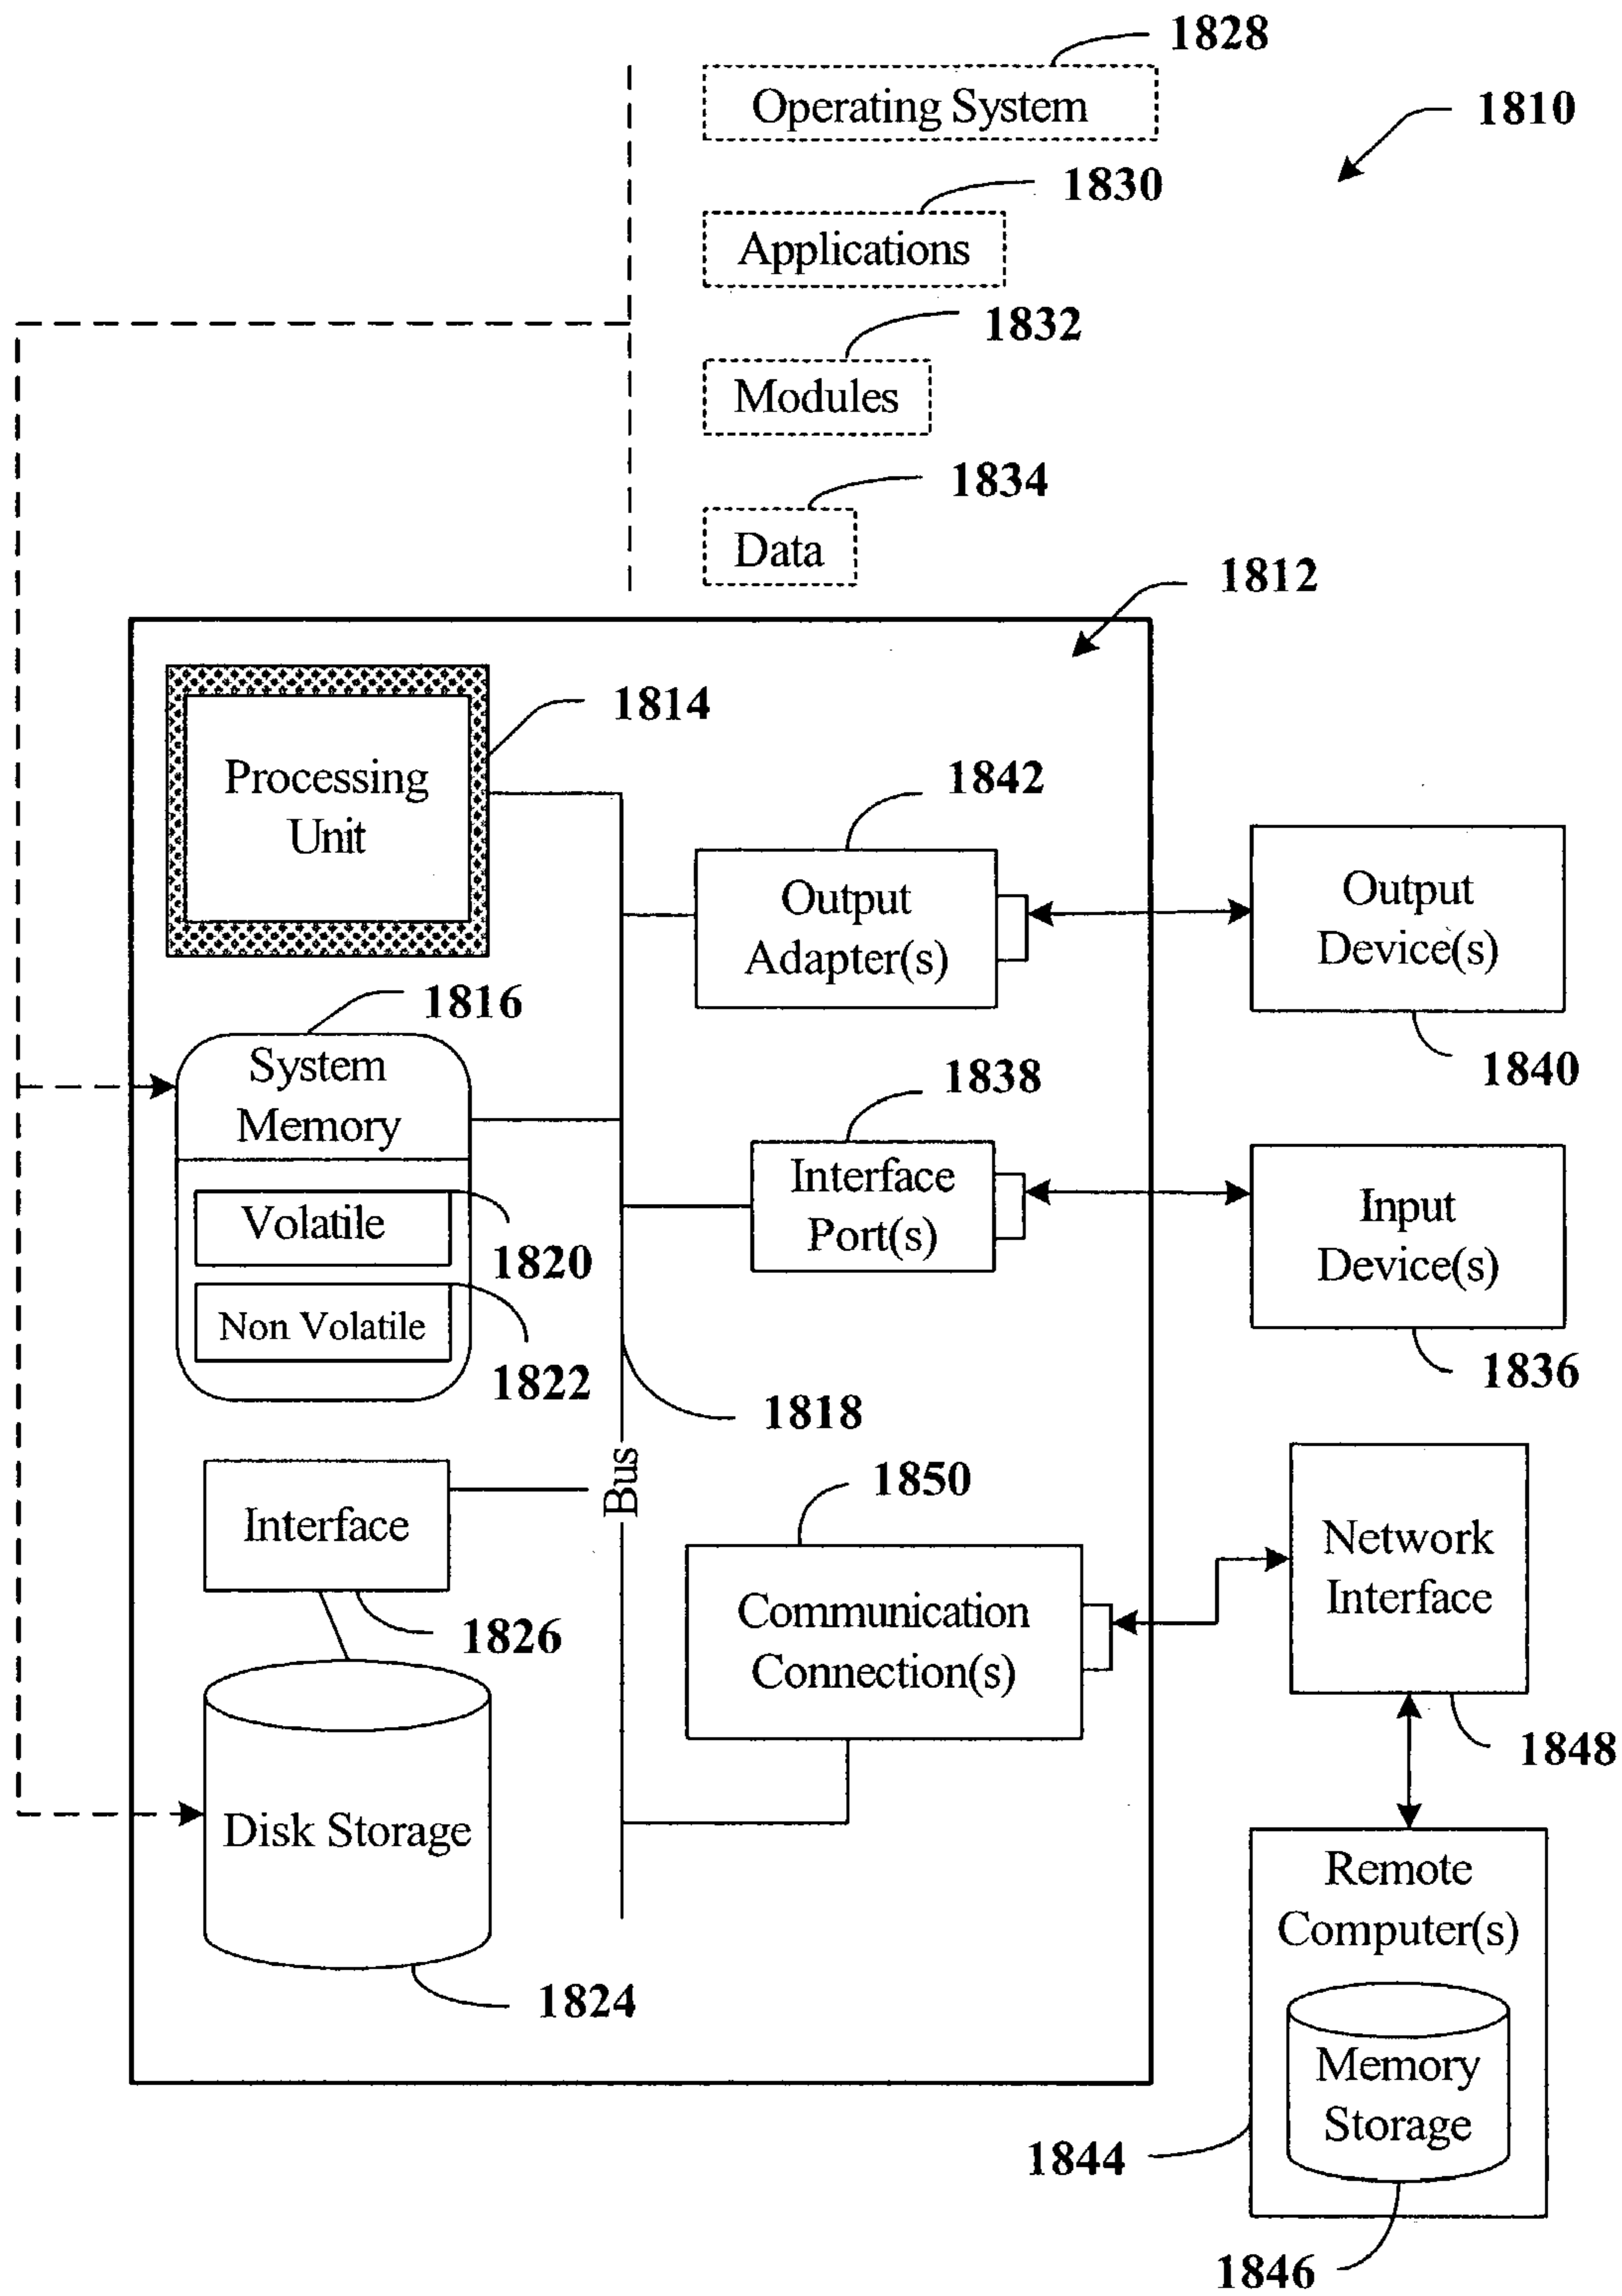 1828
Operating System
1810
1830
Applications
1832
Modules
1834
Data
1812
1814
Processing
Unit
1842
Output
Adapter(s)
Output
Device(s)
1840
1816
System
Memory
1838
Interface
Port(s)
Input
Device(s)
1836
Volatile
1820
Non Volatile
1822
1818
Bus
Interface
1826
1850
Communication
Connection(s)
Network
Interface
1848
Disk Storage
1824
Remote
Computer(s)
Memory
Storage
1844
1846